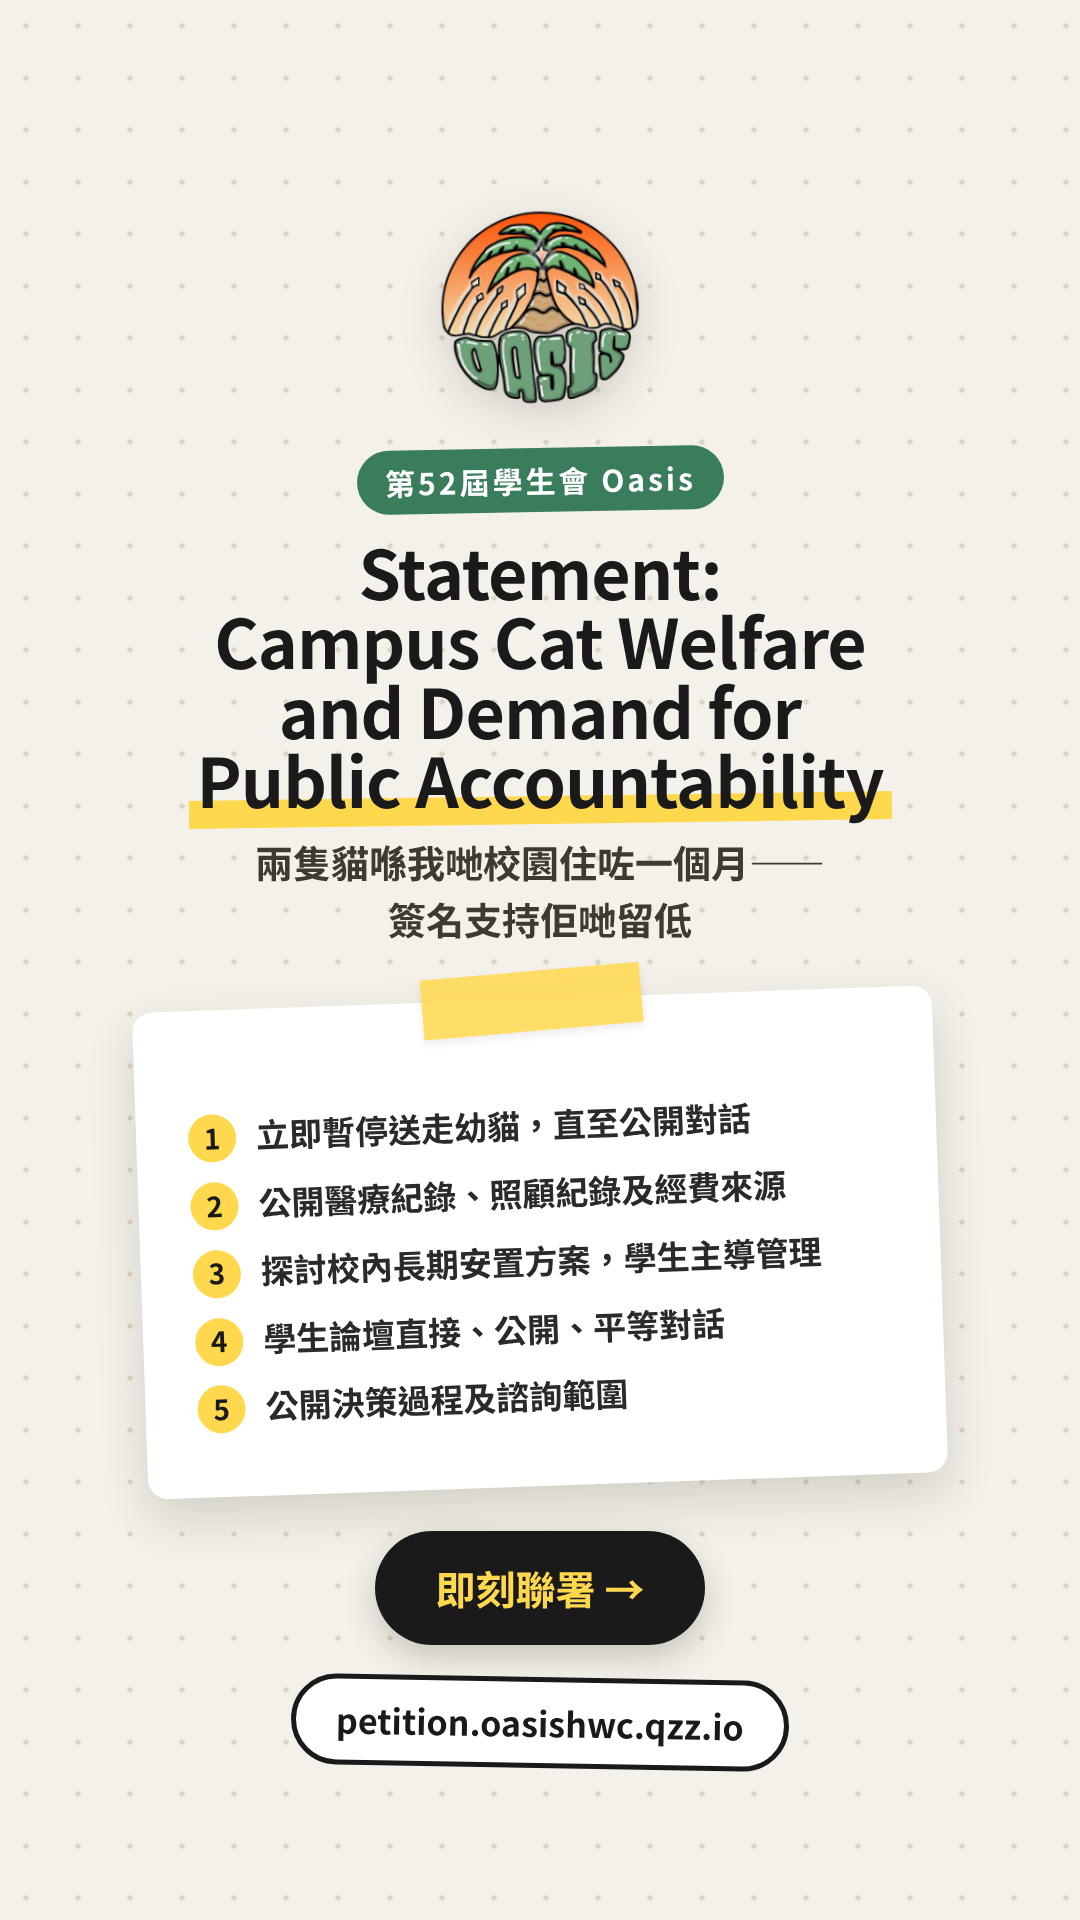 OASIS
第52屆學生會 Oasis
Statement:
Campus Cat Welfare
and Demand for
Public Accountability
兩隻貓喺我哋校園住咗一個月——
簽名支持佢哋留低
1 立即暫停送走幼貓，直至公開對話
2 公開醫療紀錄、照顧紀錄及經費來源
3 探討校內長期安置方案，學生主導管理
4 學生論壇直接、公開、平等對話
5 公開決策過程及諮詢範圍
即刻聯署 →
petition.oasishwc.qzz.io